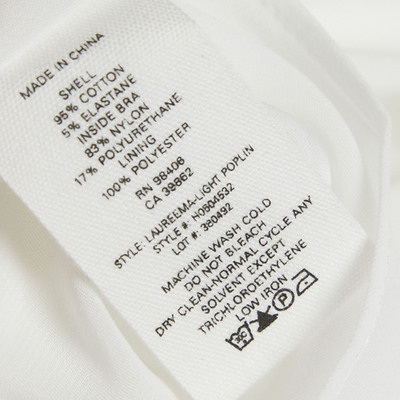 MADE IN CHINA
SHELL
95% COTTON
5% ELASTANE
INSIDE BRA
83% NYLON
17% POLYURETHANE
LINING
100% POLYESTER
RN 98406
CA 39862
STYLE: LAUREEMA-LIGHT POPLIN
STYLE #: H0804532
LOT #: 380492
MACHINE WASH COLD
DO NOT BLEACH
DRY CLEAN-NORMAL CYCLE ANY
SOLVENT EXCEPT
TRICHLORDETHYLENE
LOW IRON